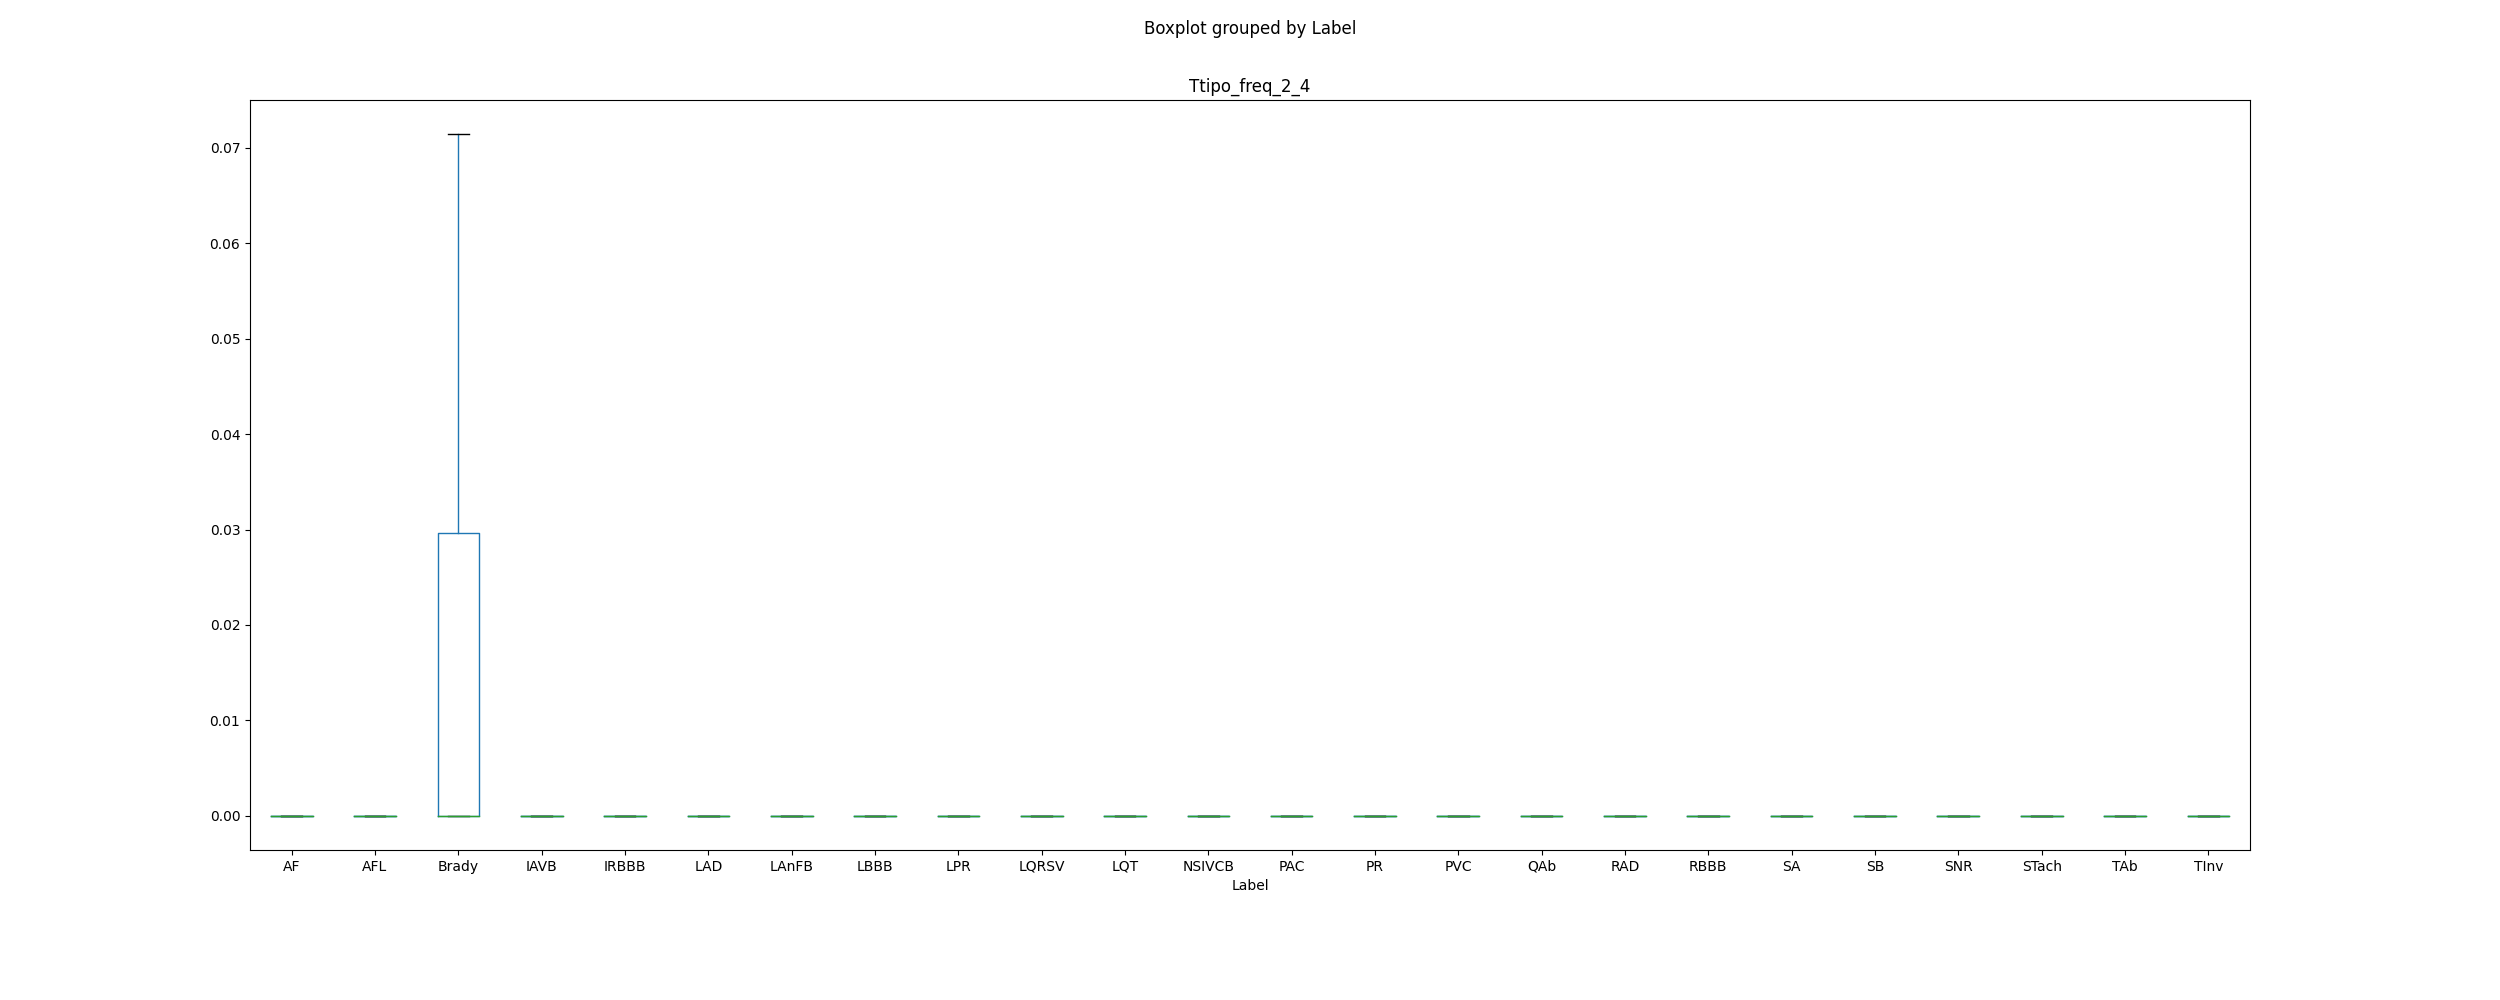 Boxplot grouped by Label
Ttipo_freq_2_4
0.07
0.06
0.05
0.04
0.03
0.02
0.01
0.00
AF AFL Brady IAVB IRBBB LAD LAnFB LBBB LPR LQRSV LQT NSIVCB PAC PR PVC QAb RAD RBBB SA SB SNR STach TAb TInv
Label